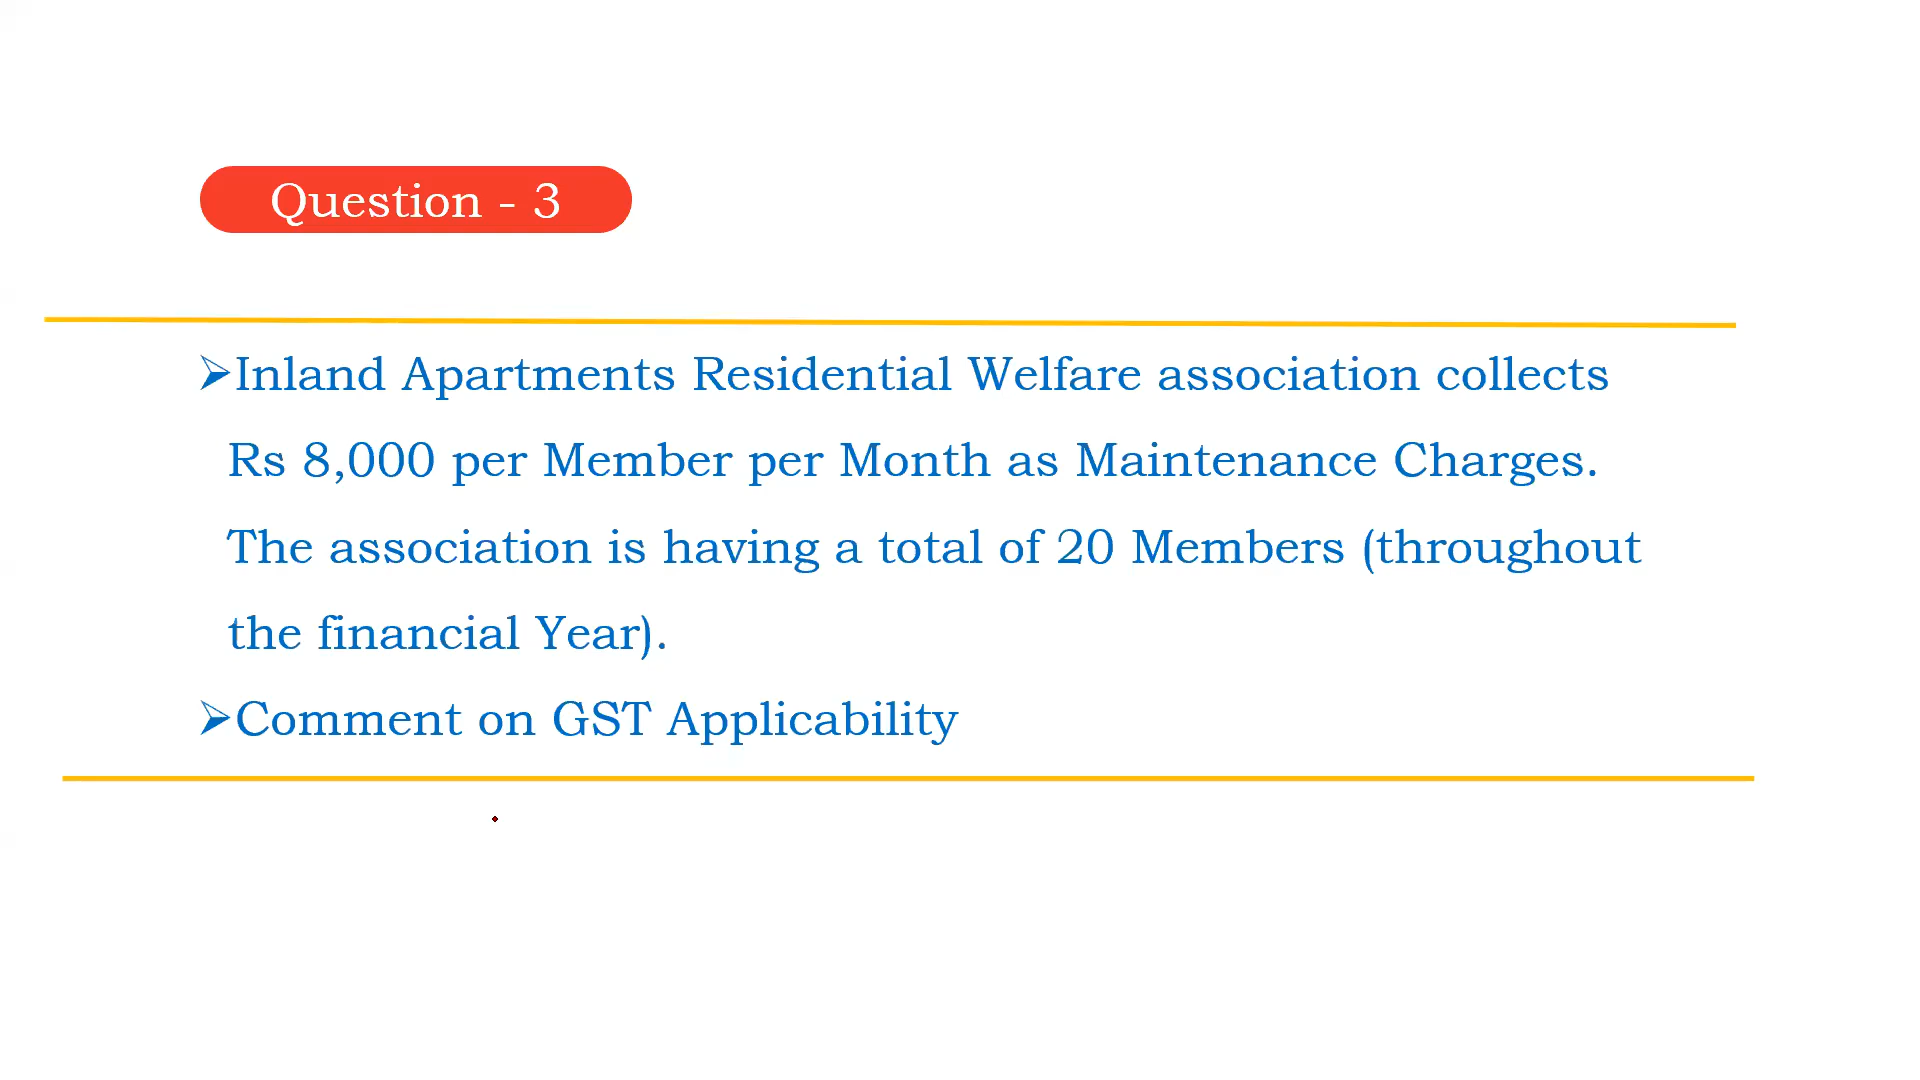 Question - 3
➢Inland Apartments Residential Welfare association collects
Rs 8,000 per Member per Month as Maintenance Charges.
The association is having a total of 20 Members (throughout
the financial Year).
➢Comment on GST Applicability